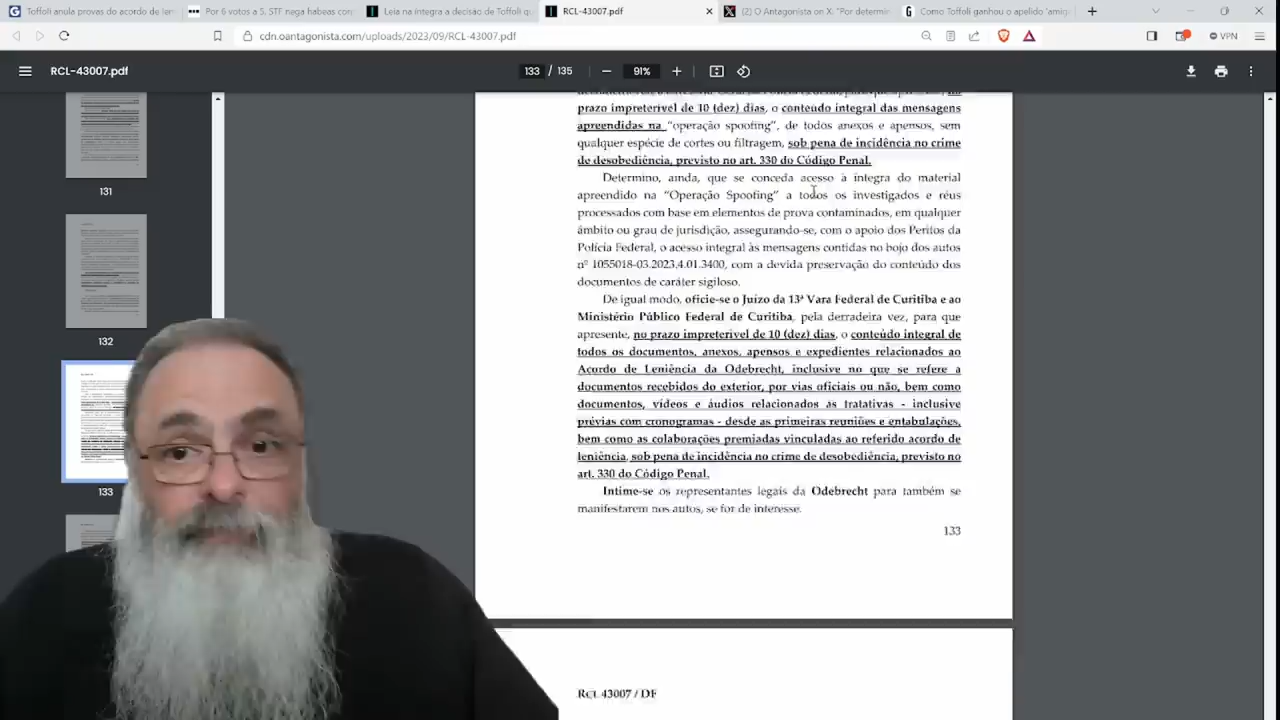 Toffoli anula provas do acordo de len
Por 6 votos a 5, STF nega habeas corp
Leia na íntegra a decisão de Toffoli qu
RCL-43007.pdf
(2) O Antagonista on X: "Por determin
Como Toffoli ganhou o apelido 'amig
cdn.oantagonista.com/uploads/2023/09/RCL-43007.pdf
VPN
RCL-43007.pdf
133 / 135
91%
131
132
133
prazo impreterível de 10 (dez) dias, o conteúdo integral das mensagens
apreendidas na "operação spoofing", de todos anexos e apensos, sem
qualquer espécie de cortes ou filtragem, sob pena de incidência no crime
de desobediência, previsto no art. 330 do Código Penal.
Determino, ainda, que se conceda acesso à íntegra do material
apreendido na "Operação Spoofing" a todos os investigados e réus
processados com base em elementos de prova contaminados, em qualquer
âmbito ou grau de jurisdição, assegurando-se, com o apoio dos Peritos da
Polícia Federal, o acesso integral às mensagens contidas no bojo dos autos
nº 1055018-03.2023.4.01.3400, com a devida preservação do conteúdo dos
documentos de caráter sigiloso.
De igual modo, oficie-se o Juízo da 13ª Vara Federal de Curitiba e ao
Ministério Público Federal de Curitiba, pela derradeira vez, para que
apresente, no prazo impreterível de 10 (dez) dias, o conteúdo integral de
todos os documentos, anexos, apensos e expedientes relacionados ao
Acordo de Leniência da Odebrecht, inclusive no que se refere a
documentos recebidos do exterior, por vias oficiais ou não, bem como
documentos, vídeos e áudios relacionados às tratativas - inclusive
prévias com cronogramas - desde as primeiras reuniões e entabulações,
bem como as colaborações premiadas vinculadas ao referido acordo de
leniência, sob pena de incidência no crime de desobediência, previsto no
art. 330 do Código Penal.
Intime-se os representantes legais da Odebrecht para também se
manifestarem nos autos, se for de interesse.
133
RCL 43007 / DF